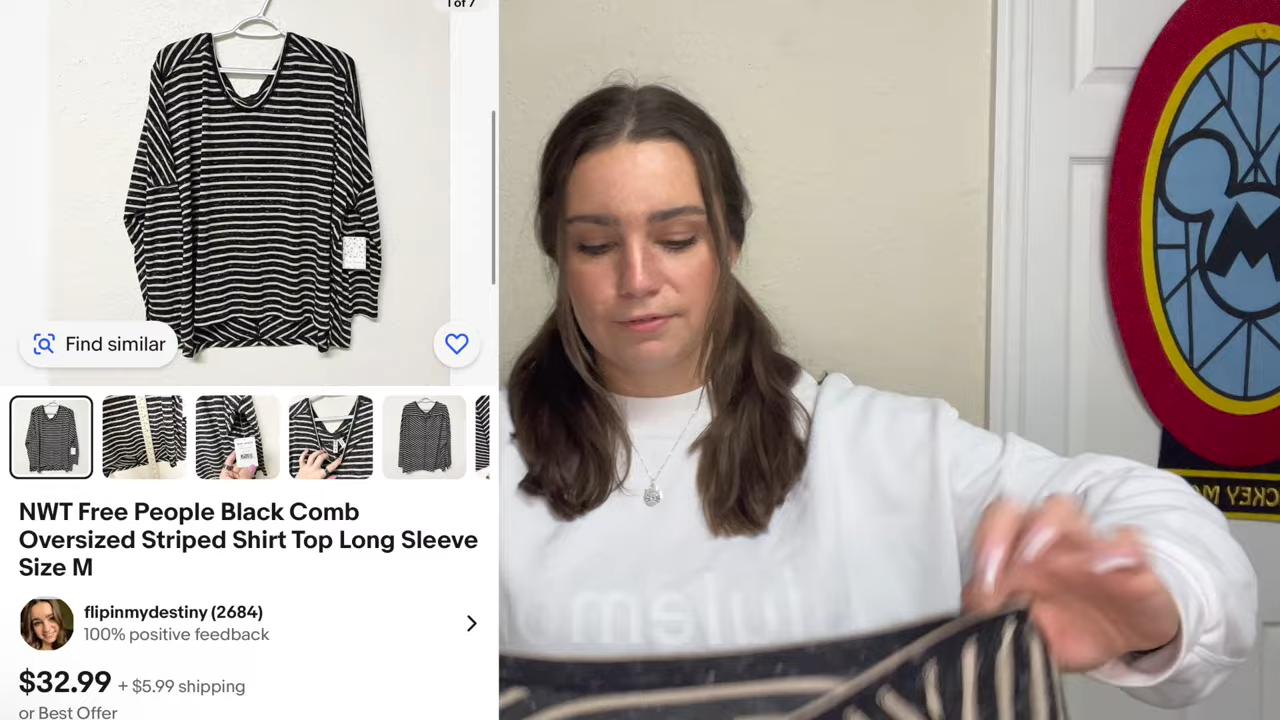 1 of 7
Find similar
NWT Free People Black Comb
Oversized Striped Shirt Top Long Sleeve
Size M
flipinmydestiny (2684)
100% positive feedback
$32.99 + $5.99 shipping
or Best Offer